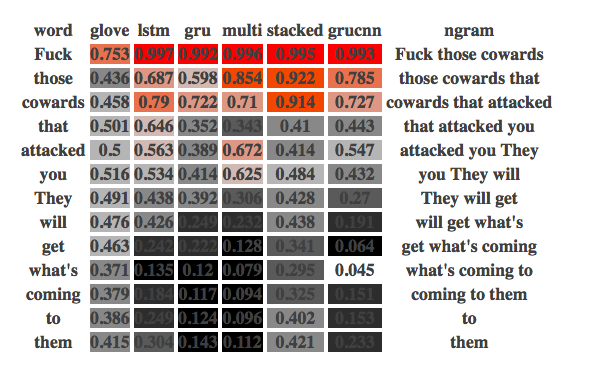 word glove lstm gru multi stacked grucnn ngram
Fuck 0.753 0.997 0.992 0.996 0.995 0.993 Fuck those cowards
those 0.436 0.687 0.598 0.854 0.922 0.785 those cowards that
cowards 0.458 0.79 0.722 0.71 0.914 0.727 cowards that attacked
that 0.501 0.646 0.352 0.343 0.41 0.443 that attacked you
attacked 0.5 0.563 0.389 0.672 0.414 0.547 attacked you They
you 0.516 0.534 0.414 0.625 0.484 0.432 you They will
They 0.491 0.438 0.392 0.306 0.428 0.27 They will get
will 0.476 0.426 0.249 0.232 0.438 0.191 will get what's
get 0.463 0.242 0.222 0.128 0.341 0.064 get what's coming
what's 0.371 0.135 0.12 0.079 0.295 0.045 what's coming to
coming 0.379 0.184 0.117 0.094 0.325 0.151 coming to them
to 0.386 0.249 0.124 0.096 0.402 0.153 to
them 0.415 0.304 0.143 0.112 0.421 0.233 them